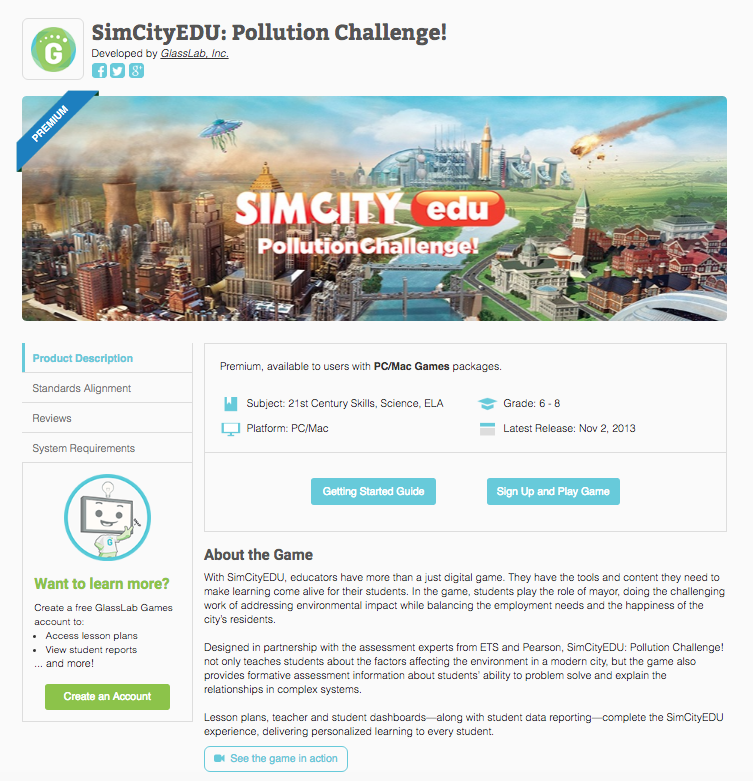 G
SimCityEDU: Pollution Challenge!
Developed by GlassLab, Inc.
PREMIUM
SIMCITY edu
PollutionChallenge!
Product Description
Standards Alignment
Reviews
System Requirements
G
Want to learn more?
Create a free GlassLab Games
account to:
• Access lesson plans
• View student reports
... and more!
Create an Account
Premium, available to users with PC/Mac Games packages.
Subject: 21st Century Skills, Science, ELA
Grade: 6 - 8
Platform: PC/Mac
Latest Release: Nov 2, 2013
Getting Started Guide
Sign Up and Play Game
About the Game
With SimCityEDU, educators have more than a just digital game. They have the tools and content they need to
make learning come alive for their students. In the game, students play the role of mayor, doing the challenging
work of addressing environmental impact while balancing the employment needs and the happiness of the
city's residents.
Designed in partnership with the assessment experts from ETS and Pearson, SimCityEDU: Pollution Challenge!
not only teaches students about the factors affecting the environment in a modern city, but the game also
provides formative assessment information about students' ability to problem solve and explain the
relationships in complex systems.
Lesson plans, teacher and student dashboards—along with student data reporting—complete the SimCityEDU
experience, delivering personalized learning to every student.
See the game in action